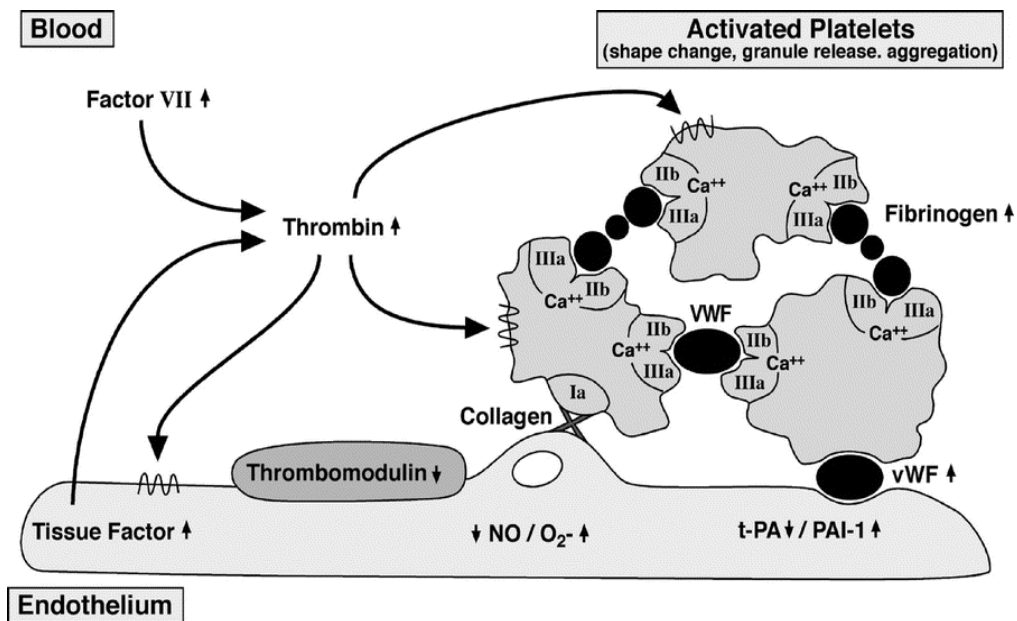 Blood
Activated Platelets
(shape change, granule release. aggregation)
Factor VII ↑
Thrombin ↑
IIb
Ca++
IIIa
Ca++
IIb
IIIa
Fibrinogen ↑
IIIa
Ca++
IIb
IIb
IIIa
Ca++
VWF
IIb
Ca++
IIIa
IIb
Ca++
IIIa
Ia
Collagen
Thrombomodulin ↓
vWF ↑
Tissue Factor ↑
↓ NO / O2- ↑
t-PA ↓ / PAI-1 ↑
Endothelium